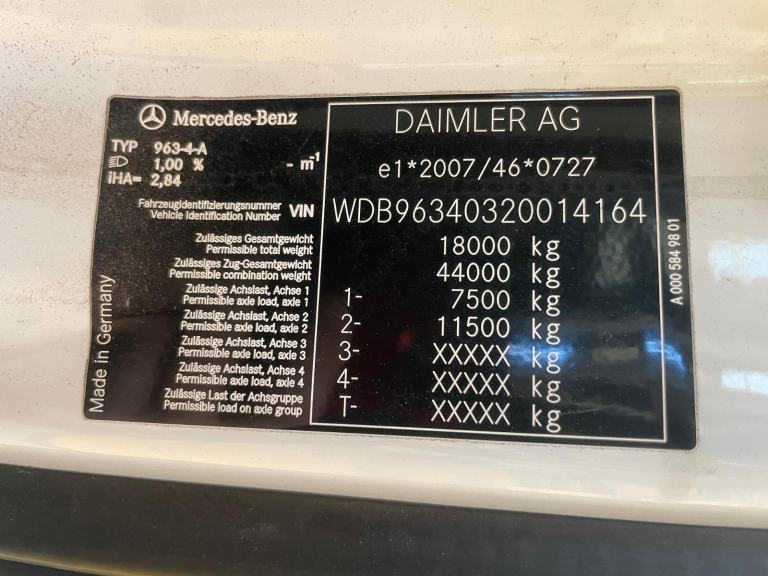 Mercedes-Benz
DAIMLER AG
TYP 963-4-A
1,00 % - m-1
iHA= 2,84
e1*2007/46*0727
Fahrzeugidentifizierungsnummer
Vehicle Identification Number VIN WDB96340320014164
Zulässiges Gesamtgewicht
Permissible total weight 18000 kg
Zulässiges Zug-Gesamtgewicht
Permissible combination weight 44000 kg
Zulässige Achslast, Achse 1
Permissible axle load, axle 1 1- 7500 kg
Zulässige Achslast, Achse 2
Permissible axle load, axle 2 2- 11500 kg
Zulässige Achslast, Achse 3
Permissible axle load, axle 3 3- XXXXX kg
Zulässige Achslast, Achse 4
Permissible axle load, axle 4 4- XXXXX kg
Zulässige Last der Achsgruppe
Permissible load on axle group T- XXXXX kg
Made in Germany
A 000 584 98 01